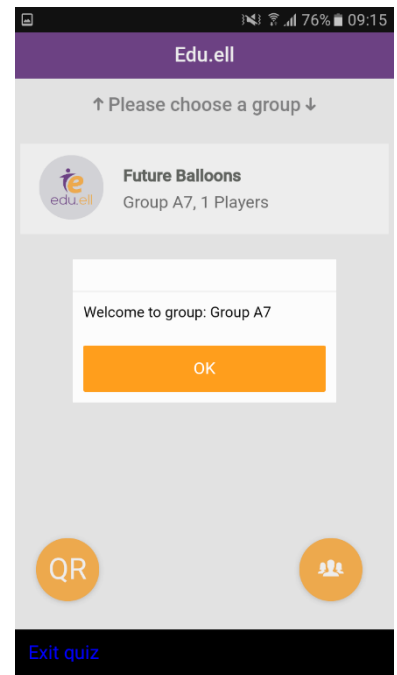 76% 09:15
Edu.ell
↑ Please choose a group ↓
edu.ell
Future Balloons
Group A7, 1 Players
Welcome to group: Group A7
OK
QR
Exit quiz